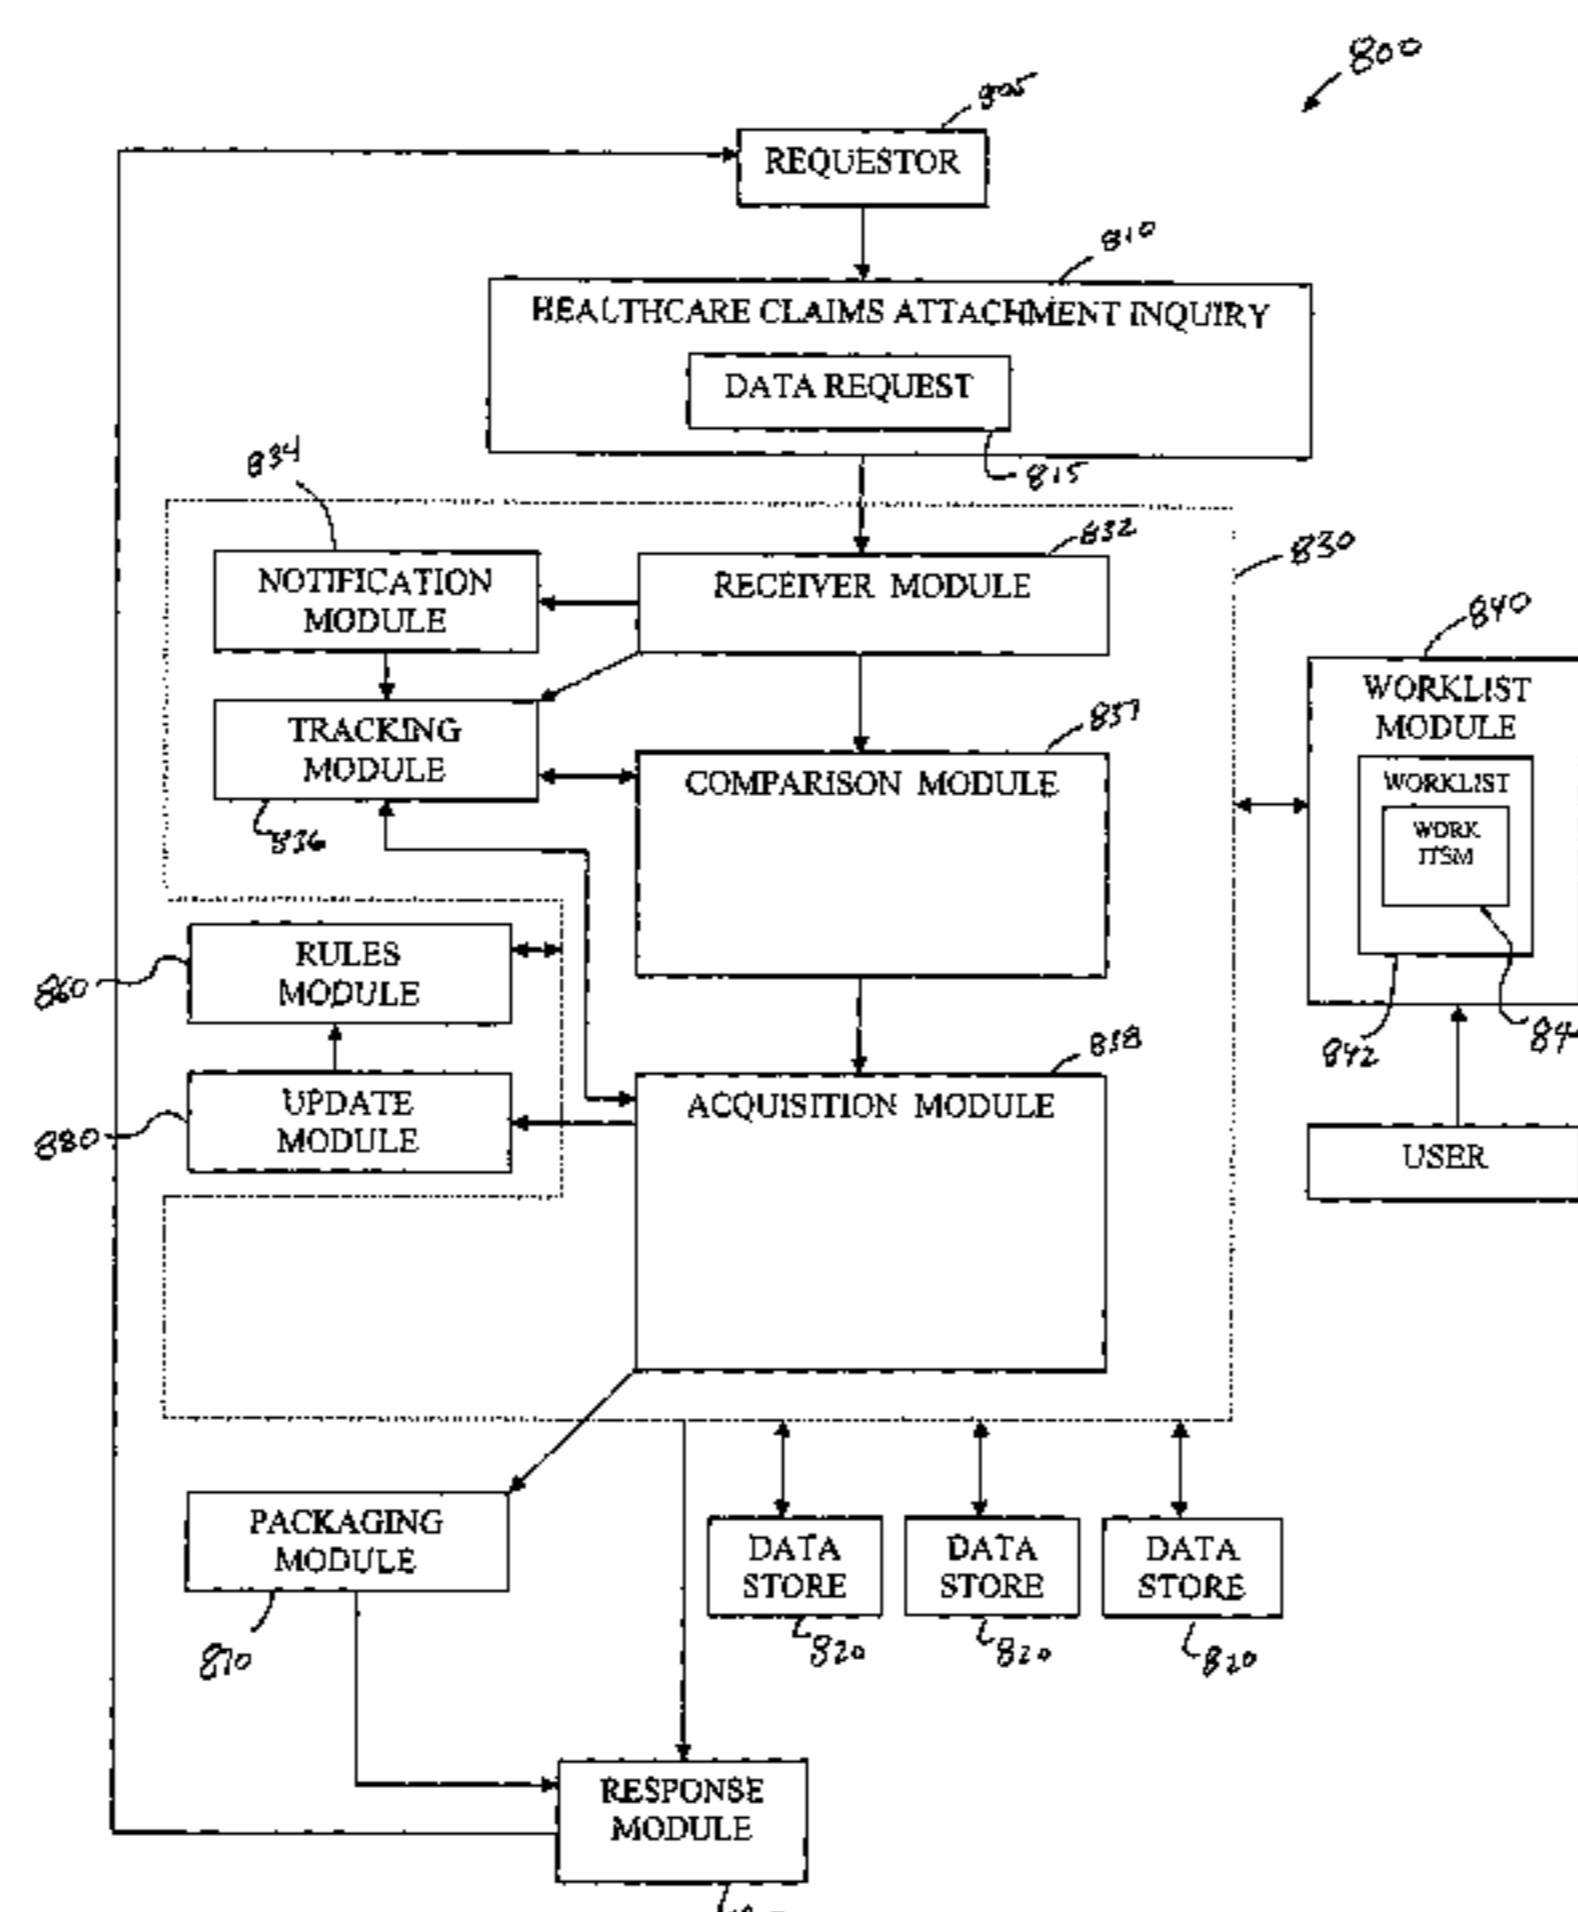 800
805
REQUESTOR
810
HEALTHCARE CLAIMS ATTACHMENT INQUIRY
DATA REQUEST
815
834
832
830
NOTIFICATION
MODULE
RECEIVER MODULE
840
WORKLIST
MODULE
837
TRACKING
MODULE
COMPARISON MODULE
WORKLIST
WORK
ITSM
836
RULES
MODULE
860
842
838
UPDATE
MODULE
ACQUISITION MODULE
880
USER
PACKAGING
MODULE
DATA
STORE
DATA
STORE
DATA
STORE
870
820
820
820
RESPONSE
MODULE